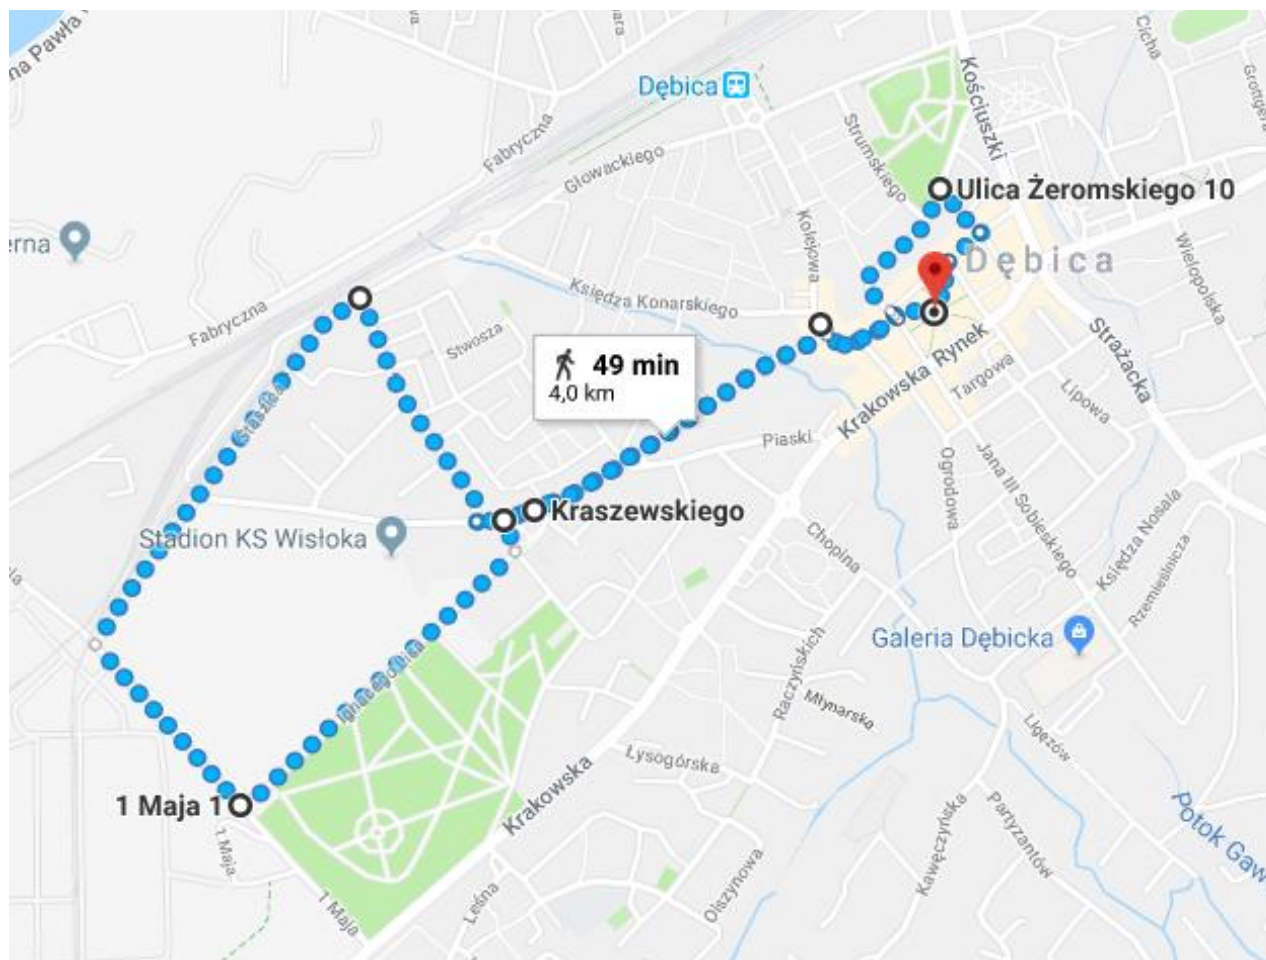 Cicha
Kościuszki
Dębica
Fabryczna
Głowackiego
Strumskiego
Ulica Żeromskiego 10
Kolejowa
Wielopolska
Dębica
Księdza Konarskiego
Fabryczna
Stwosza
49 min
4,0 km
Krakowska Rynek
Strażacka
Targowa
Lipowa
Piaski
Ogrodowa
Jana III Sobieskiego
Kraszewskiego
Stadion KS Wisłoka
Chopina
Księdza Nosala
Rzemieślnicza
Galeria Dębicka
Raczyńskich
Młynarska
Ligęzów
Łysogórska
Krakowska
1 Maja 1
1 Maja
1 Maja
Leśna
Olszynowa
Kawęczyńska
Partyzantów
Potok Gaw